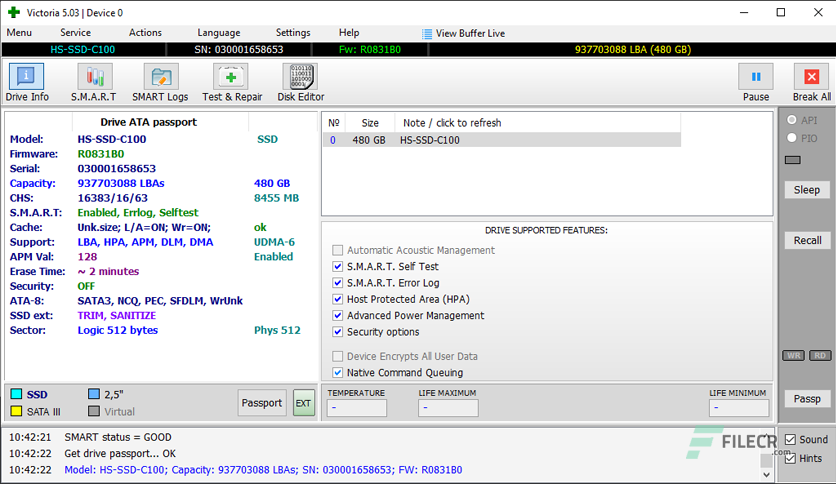 Victoria 5.03 | Device 0
Menu Service Actions Language Settings Help View Buffer Live
HS-SSD-C100 SN: 030001658653 Fw: R0831B0 937703088 LBA (480 GB)
Drive Info S.M.A.R.T SMART Logs Test & Repair Disk Editor Pause Break All
Drive ATA passport
Model: HS-SSD-C100 SSD
Firmware: R0831B0
Serial: 030001658653
Capacity: 937703088 LBAs 480 GB
CHS: 16383/16/63 8455 MB
S.M.A.R.T: Enabled, Errlog, Selftest
Cache: Unk.size; L/A=ON; Wr=ON; ok
Support: LBA, HPA, APM, DLM, DMA UDMA-6
APM Val: 128 Enabled
Erase Time: ~ 2 minutes
Security: OFF
ATA-8: SATA3, NCQ, PEC, SFDLM, WrUnk
SSD ext: TRIM, SANITIZE
Sector: Logic 512 bytes Phys 512
SSD 2,5"
SATA III Virtual
Passport EXT
Nº Size Note / click to refresh
0 480 GB HS-SSD-C100
DRIVE SUPPORTED FEATURES:
Automatic Acoustic Management
S.M.A.R.T. Self Test
S.M.A.R.T. Error Log
Host Protected Area (HPA)
Advanced Power Management
Security options
Device Encrypts All User Data
Native Command Queuing
TEMPERATURE LIFE MAXIMUM LIFE MINIMUM
- - -
API
PIO
Sleep
Recall
WR RD
Passp
Sound
Hints
10:42:21 SMART status = GOOD
10:42:22 Get drive passport... OK
10:42:22 Model: HS-SSD-C100; Capacity: 937703088 LBAs; SN: 030001658653; FW: R0831B0
FILECR
.com